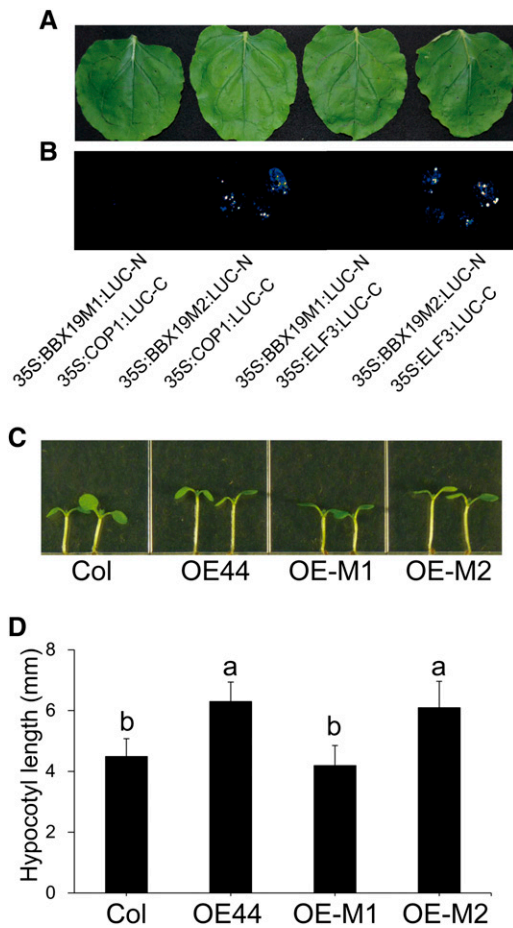 A
B
35S:BBX19M1:LUC-N
35S:COP1:LUC-C
35S:BBX19M2:LUC-N
35S:COP1:LUC-C
35S:BBX19M1:LUC-N
35S:ELF3:LUC-C
35S:BBX19M2:LUC-N
35S:ELF3:LUC-C
C
Col OE44 OE-M1 OE-M2
D
Hypocotyl length (mm)
8
6
4
2
0
b a b a
Col OE44 OE-M1 OE-M2